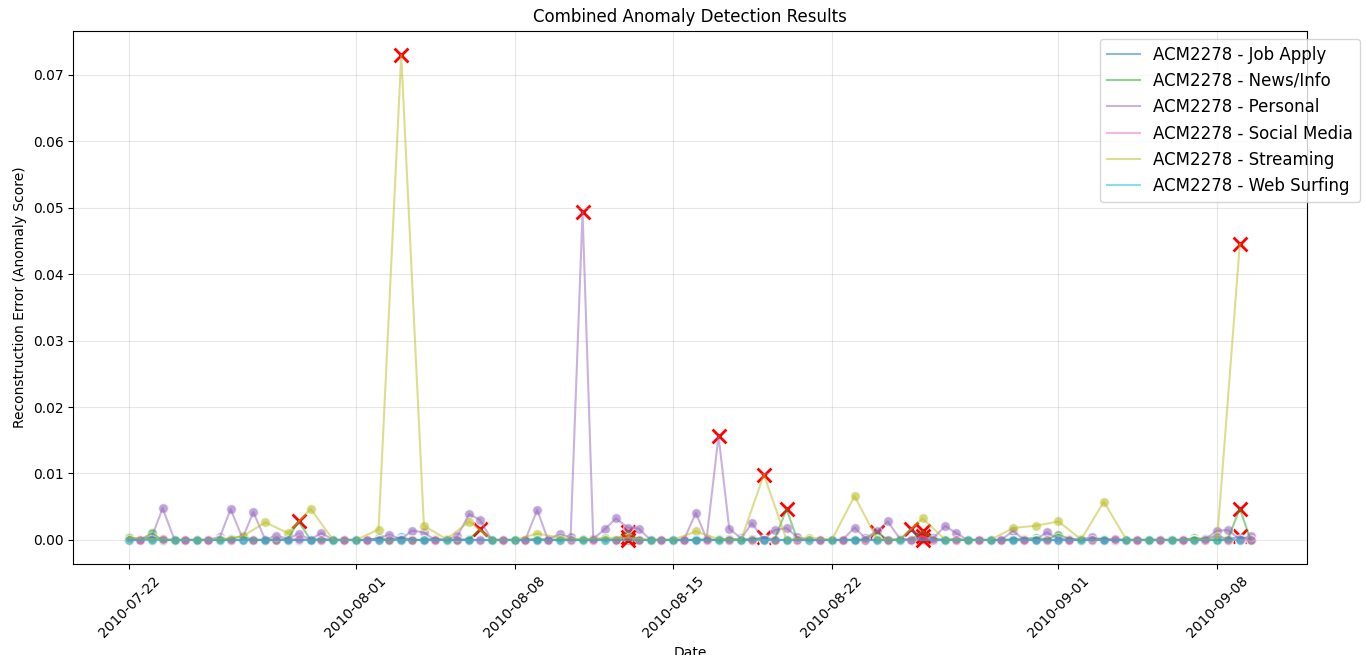 Combined Anomaly Detection Results
ACM2278 - Job Apply
ACM2278 - News/Info
ACM2278 - Personal
ACM2278 - Social Media
ACM2278 - Streaming
ACM2278 - Web Surfing
Reconstruction Error (Anomaly Score)
0.07
0.06
0.05
0.04
0.03
0.02
0.01
0.00
2010-07-22
2010-08-01
2010-08-08
2010-08-15
2010-08-22
2010-09-01
2010-09-08
Date